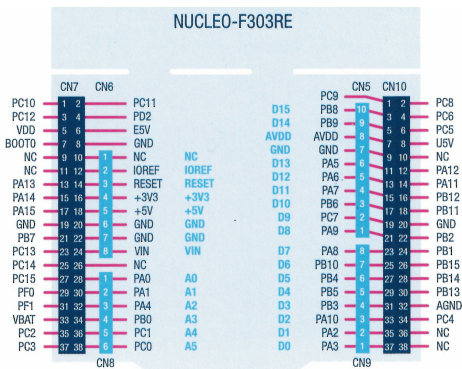 NUCLEO-F303RE
CN7 CN6 CN5 CN10
PC10 1 2 PC11 PC9 1 2 PC8
PC12 3 4 PD2 D15 PB8 10 3 4 PC6
VDD 5 6 E5V D14 PB9 9 5 6 PC5
BOOT0 7 8 GND AVDD AVDD 8 7 8 U5V
NC 9 10 1 NC NC GND GND 7 9 10 NC
NC 11 12 2 IOREF IOREF D13 PA5 6 11 12 PA12
PA13 13 14 3 RESET RESET D12 PA6 5 13 14 PA11
PA14 15 16 4 +3V3 +3V3 D11 PA7 4 15 16 PB12
PA15 17 18 5 +5V +5V D10 PB6 3 17 18 PB11
GND 19 20 6 GND GND D9 PC7 2 19 20 GND
PB7 21 22 7 GND GND D8 PA9 1 21 22 PB2
PC13 23 24 8 VIN VIN D7 PA8 8 23 24 PB1
PC14 25 26 NC D6 PB10 7 25 26 PB15
PC15 27 28 1 PA0 A0 D5 PB4 6 27 28 PB14
PF0 29 30 2 PA1 A1 D4 PB5 5 29 30 PB13
PF1 31 32 3 PA4 A2 D3 PB3 4 31 32 AGND
VBAT 33 34 4 PB0 A3 D2 PA10 3 33 34 PC4
PC2 35 36 5 PC1 A4 D1 PA2 2 35 36 NC
PC3 37 38 6 PC0 A5 D0 PA3 1 37 38 NC
CN8 CN9